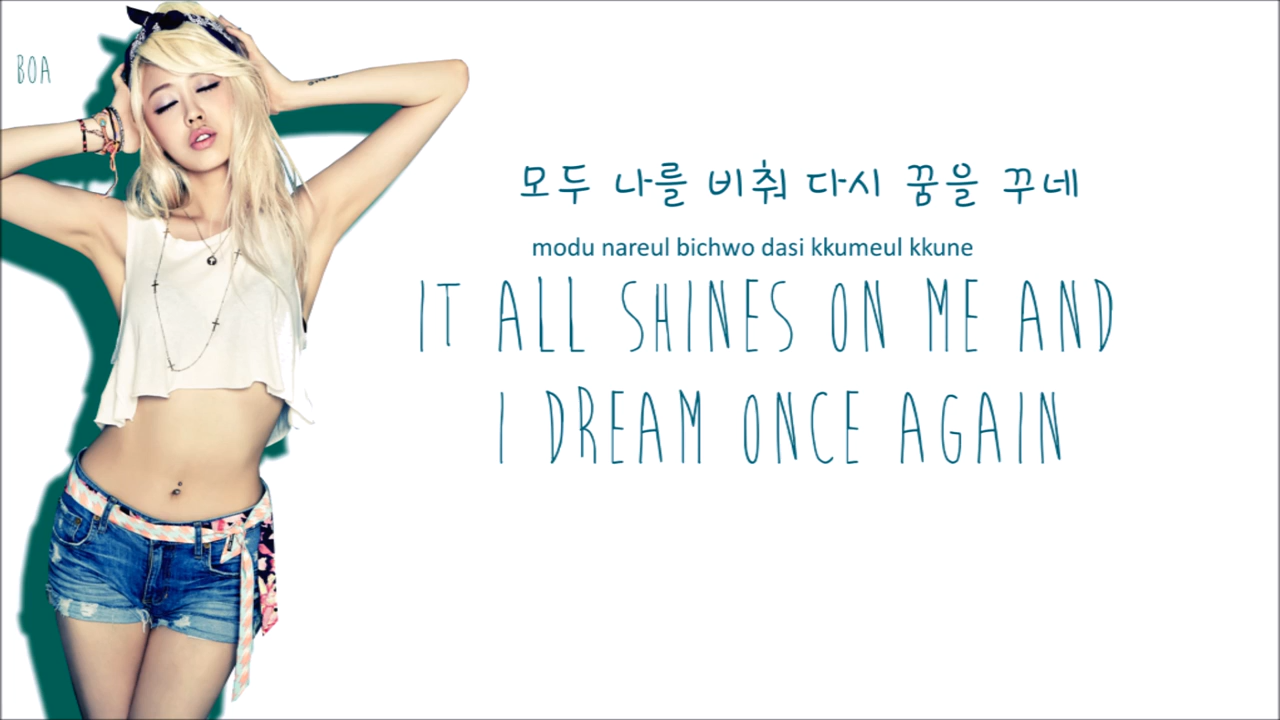 BOA
모두 나를 비춰 다시 꿈을 꾸네
modu nareul bichwo dasi kkumeul kkune
IT ALL SHINES ON ME AND
I DREAM ONCE AGAIN